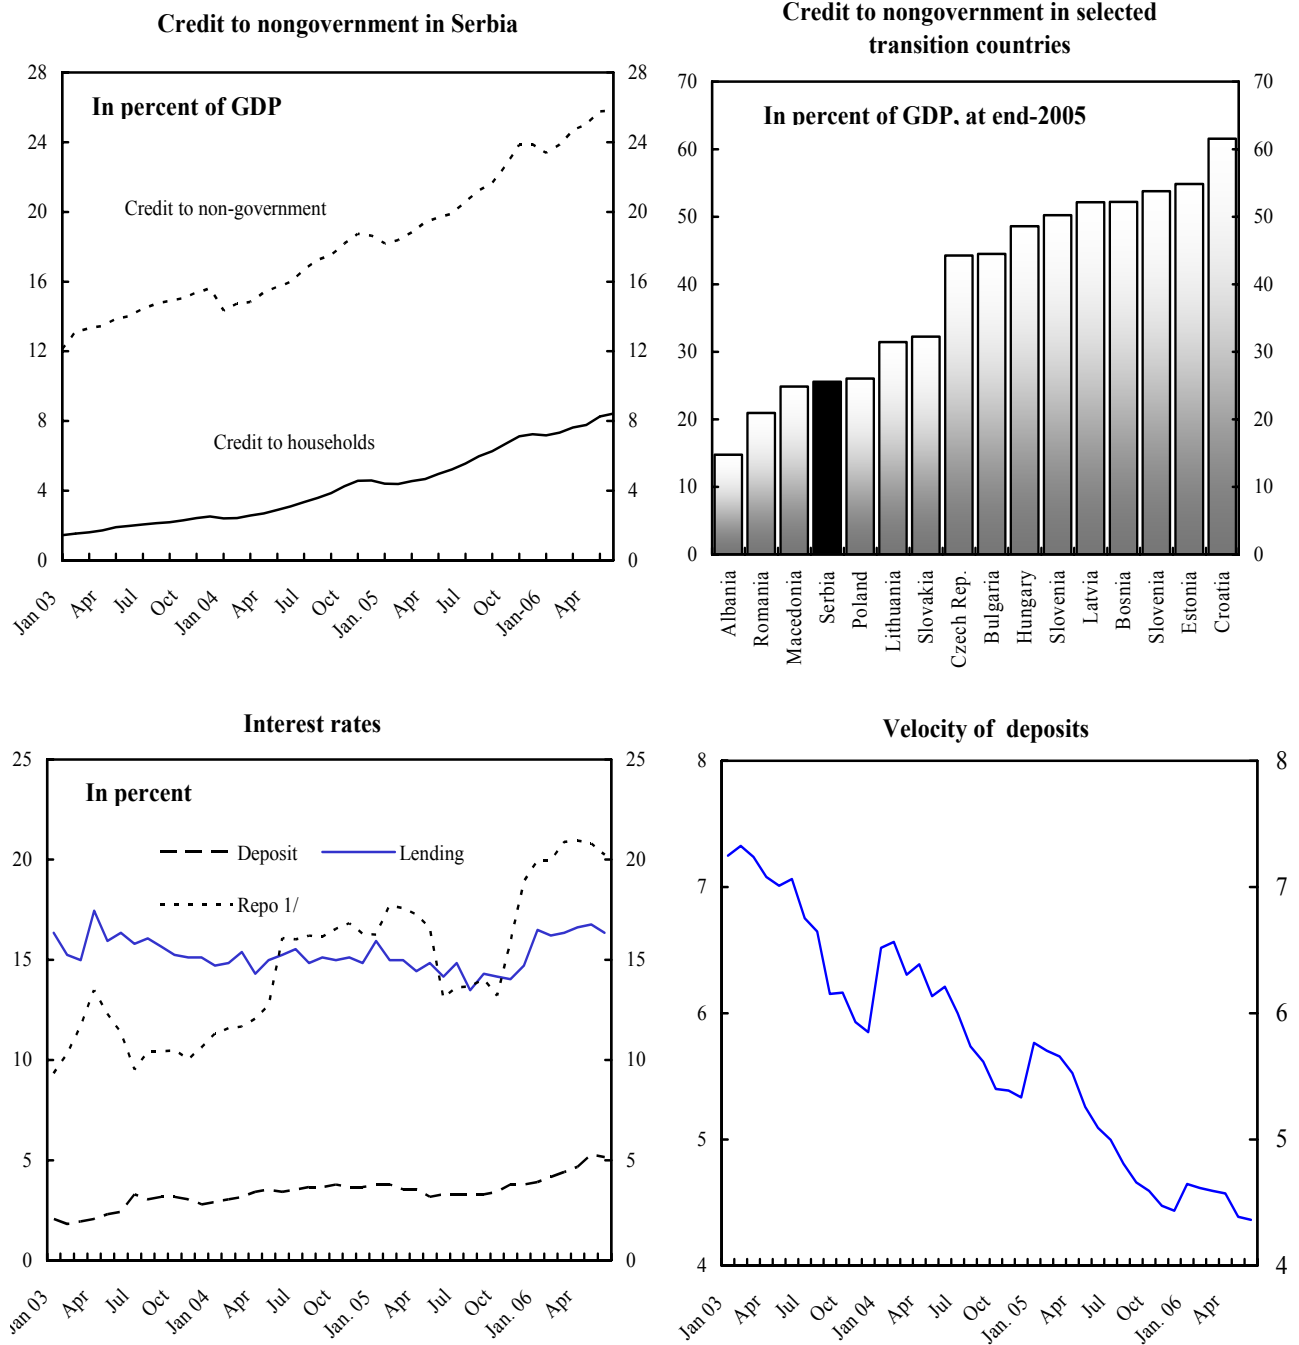 Credit to nongovernment in Serbia
In percent of GDP
28
24
20
16
12
8
4
0
28
24
20
16
12
8
4
0
Credit to non-government
Credit to households
Jan 03
Apr
Jul
Oct
Jan 04
Apr
Jul
Oct
Jan. 05
Apr
Jul
Oct
Jan-06
Apr
Credit to nongovernment in selected
transition countries
In percent of GDP, at end-2005
70
60
50
40
30
20
10
0
70
60
50
40
30
20
10
0
Albania
Romania
Macedonia
Serbia
Poland
Lithuania
Slovakia
Czech Rep.
Bulgaria
Hungary
Slovenia
Latvia
Bosnia
Slovenia
Estonia
Croatia
Interest rates
In percent
25
20
15
10
5
0
25
20
15
10
5
0
Deposit
Lending
Repo 1/
Jan 03
Apr
Jul
Oct
Jan 04
Apr
Jul
Oct
Jan. 05
Apr
Jul
Oct
Jan. 06
Apr
Velocity of deposits
8
7
6
5
4
8
7
6
5
4
Jan 03
Apr
Jul
Oct
Jan 04
Apr
Jul
Oct
Jan. 05
Apr
Jul
Oct
Jan. 06
Apr